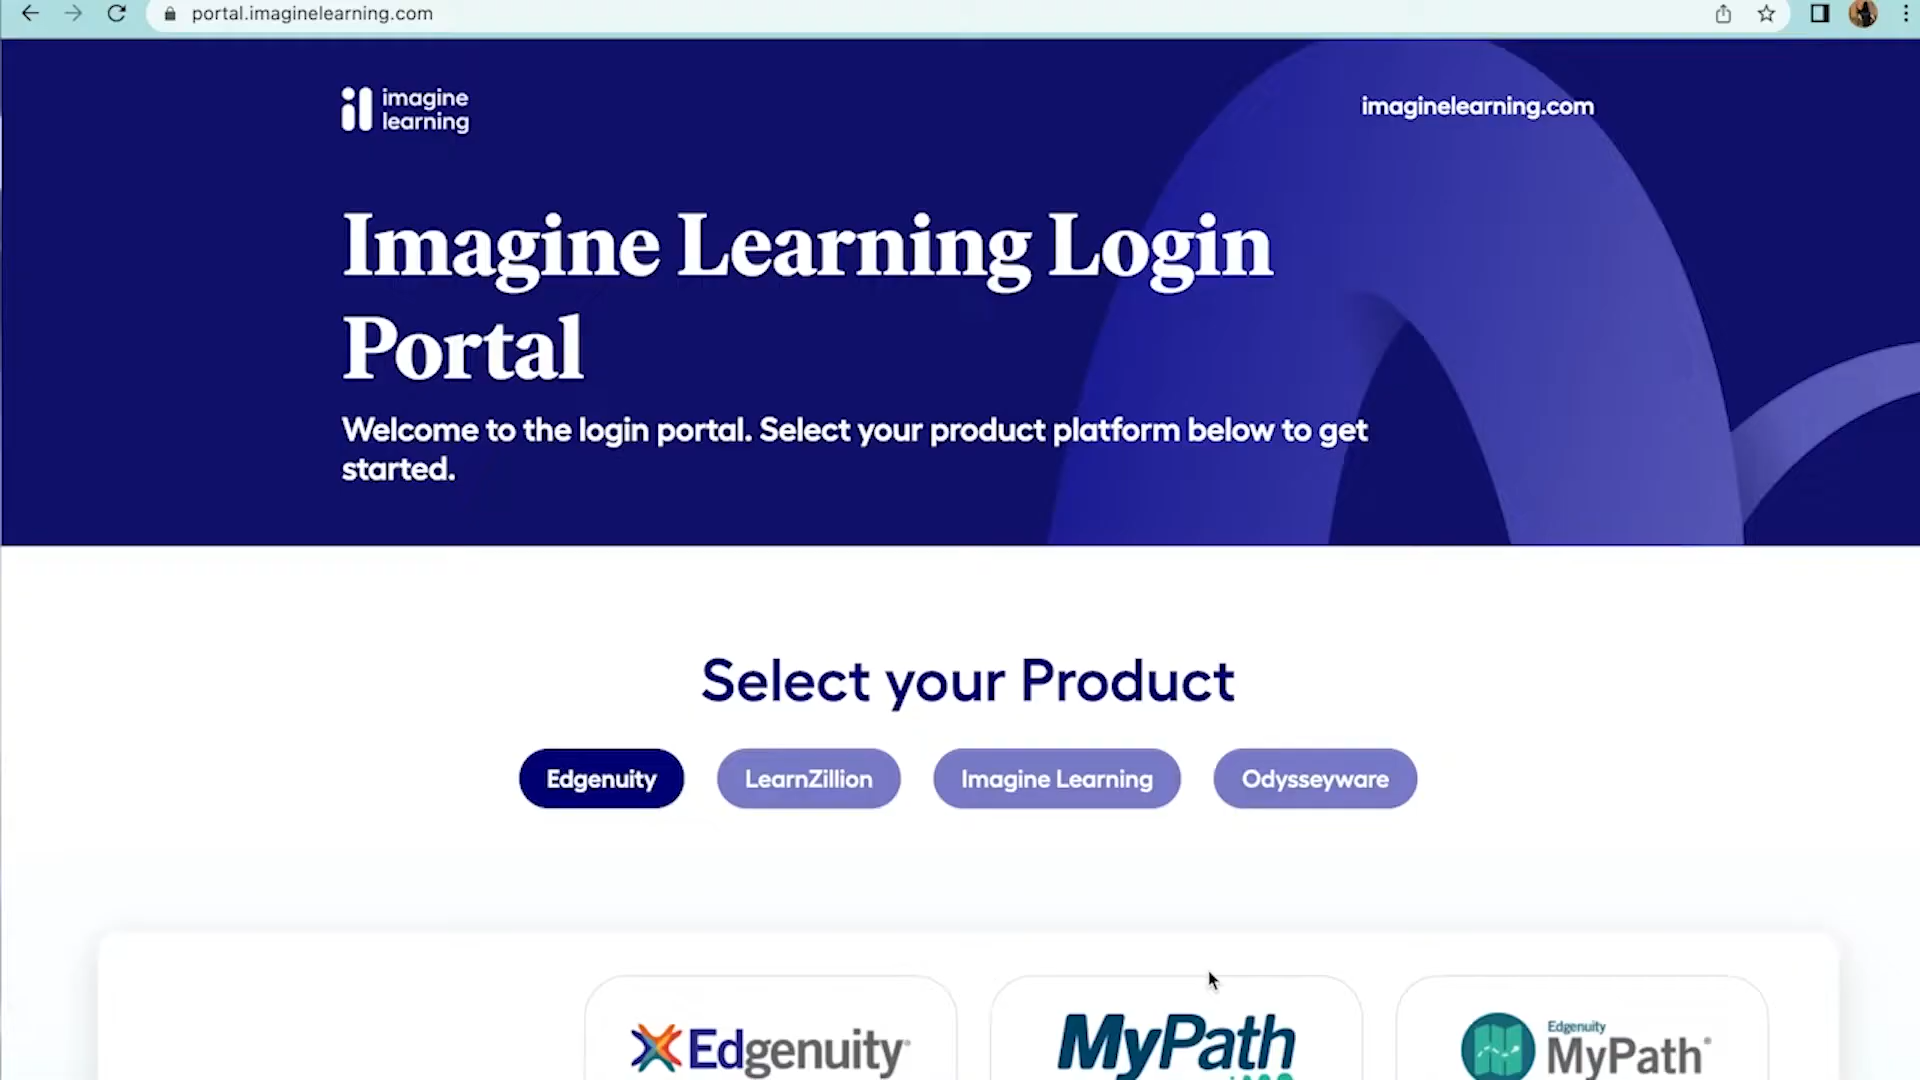 portal.imaginelearning.com
imagine
learning
imaginelearning.com
Imagine Learning Login
Portal
Welcome to the login portal. Select your product platform below to get
started.
Select your Product
Edgenuity
LearnZillion
Imagine Learning
Odysseyware
Edgenuity®
MyPath
Edgenuity
MyPath®